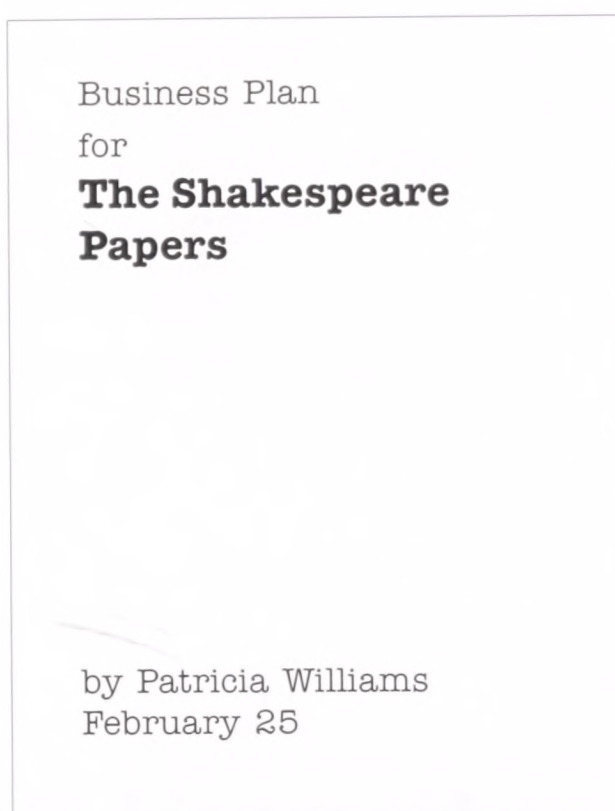 Business Plan
for
The Shakespeare
Papers
by Patricia Williams
February 25